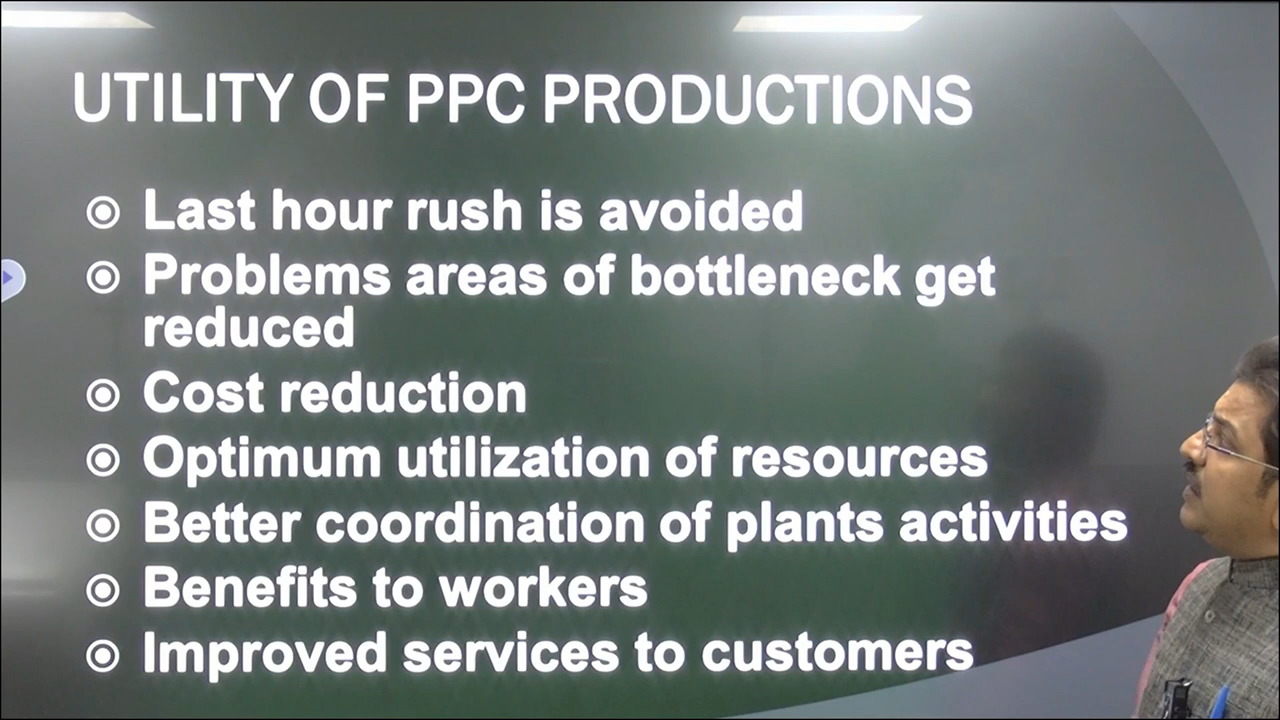 UTILITY OF PPC PRODUCTIONS
Last hour rush is avoided
Problems areas of bottleneck get
reduced
Cost reduction
Optimum utilization of resources
Better coordination of plants activities
Benefits to workers
Improved services to customers